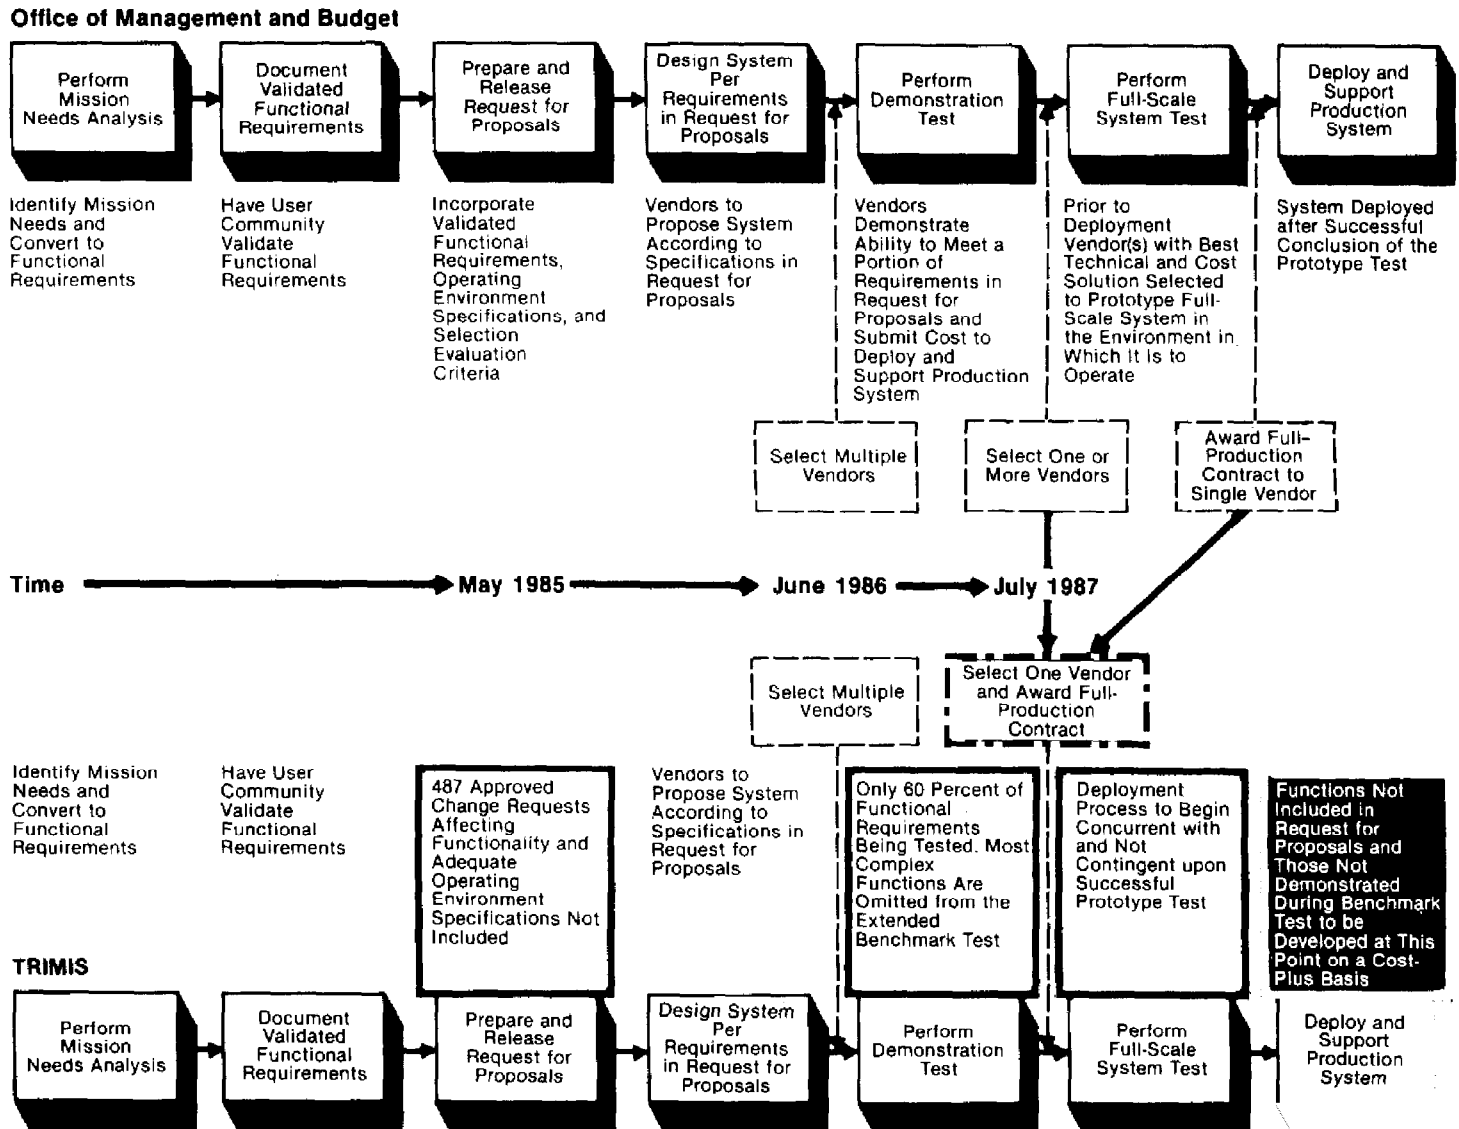 Office of Management and Budget
Perform
Mission
Needs Analysis
Document
Validated
Functional
Requirements
Prepare and
Release
Request for
Proposals
Design System
Per
Requirements
in Request for
Proposals
Perform
Demonstration
Test
Perform
Full-Scale
System Test
Deploy and
Support
Production
System
Identify Mission
Needs and
Convert to
Functional
Requirements
Have User
Community
Validate
Functional
Requirements
Incorporate
Validated
Functional
Requirements,
Operating
Environment
Specifications, and
Selection
Evaluation
Criteria
Vendors to
Propose System
According to
Specifications in
Request for
Proposals
Vendors
Demonstrate
Ability to Meet a
Portion of
Requirements in
Request for
Proposals and
Submit Cost to
Deploy and
Support Production
System
Prior to
Deployment
Vendor(s) with Best
Technical and Cost
Solution Selected
to Prototype Full-
Scale System in
the Environment in
Which It Is to
Operate
System Deployed
after Successful
Conclusion of the
Prototype Test
Select Multiple
Vendors
Select One or
More Vendors
Award Full-
Production
Contract to
Single Vendor
Time
May 1985
June 1986
July 1987
Select Multiple
Vendors
Select One Vendor
and Award Full-
Production
Contract
Identify Mission
Needs and
Convert to
Functional
Requirements
Have User
Community
Validate
Functional
Requirements
487 Approved
Change Requests
Affecting
Functionality and
Adequate
Operating
Environment
Specifications Not
Included
Vendors to
Propose System
According to
Specifications in
Request for
Proposals
Only 60 Percent of
Functional
Requirements
Being Tested. Most
Complex
Functions Are
Omitted from the
Extended
Benchmark Test
Deployment
Process to Begin
Concurrent with
and Not
Contingent upon
Successful
Prototype Test
Functions Not
Included in
Request for
Proposals and
Those Not
Demonstrated
During Benchmark
Test to be
Developed at This
Point on a Cost-
Plus Basis
TRIMIS
Perform
Mission
Needs Analysis
Document
Validated
Functional
Requirements
Prepare and
Release
Request for
Proposals
Design System
Per
Requirements
in Request for
Proposals
Perform
Demonstration
Test
Perform
Full-Scale
System Test
Deploy and
Support
Production
System